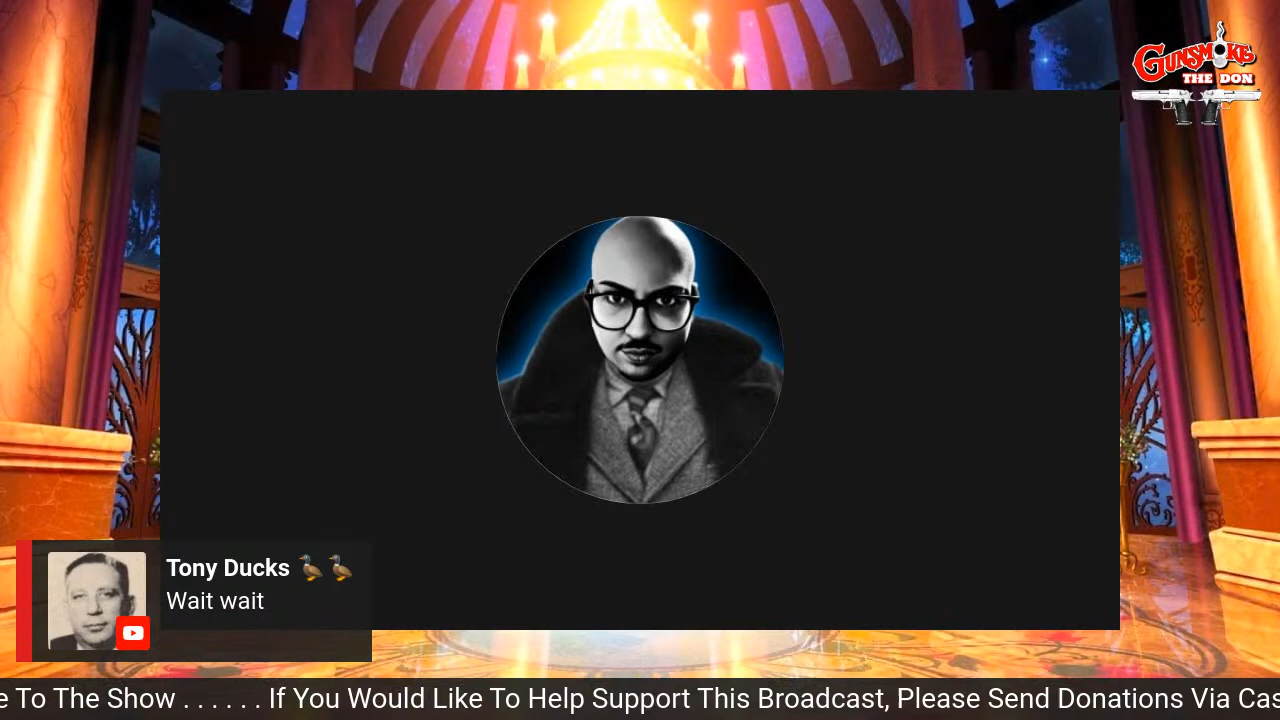 GUNSMOKE
THE DON
Tony Ducks 🦆🦆
Wait wait
e To The Show . . . . . . If You Would Like To Help Support This Broadcast, Please Send Donations Via Cas